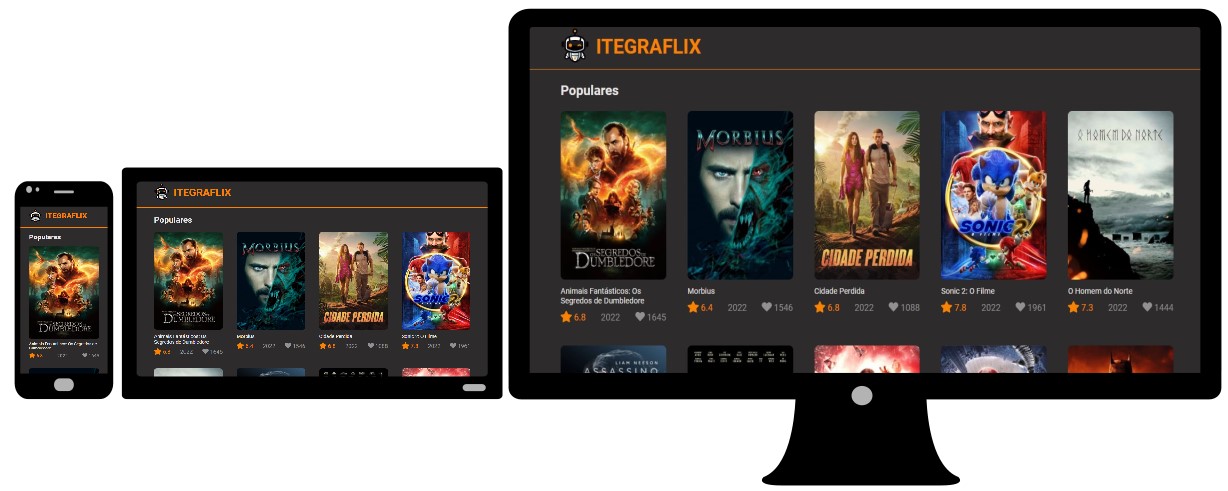 ITEGRAFLIX
Populares
SEGREDOS DE
DUMBLEDORE
Animais Fantásticos: Os
Segredos de Dumbledore
6.8 2022 1645
ITEGRAFLIX
Populares
SEGREDOS DE
DUMBLEDORE
MORBIUS
CIDADE PERDIDA
SONIC
Animais Fantásticos: Os
Segredos de Dumbledore
6.8 2022 1645
Morbius
6.4 2022 1546
Cidade Perdida
6.8 2022 1088
Sonic 2: O Filme
7.8 2022 1961
ITEGRAFLIX
Populares
SEGREDOS DE
DUMBLEDORE
MORBIUS
CIDADE PERDIDA
SONIC
O HOMEM DO NORTE
Animais Fantásticos: Os
Segredos de Dumbledore
6.8 2022 1645
Morbius
6.4 2022 1546
Cidade Perdida
6.8 2022 1088
Sonic 2: O Filme
7.8 2022 1961
O Homem do Norte
7.3 2022 1444
LIAM NEESON
ASSASSINO